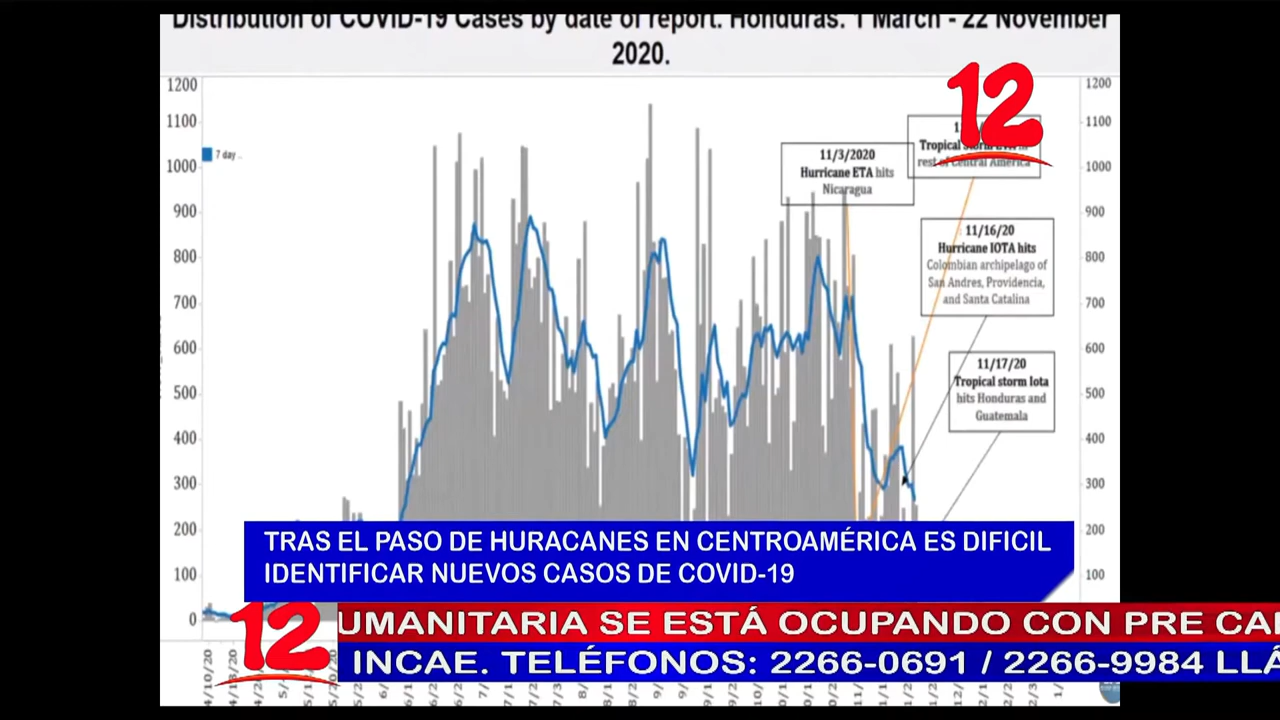 Distribution of COVID-19 Cases by date of report. Honduras. 1 March - 22 November
2020.
1200
1100
1000
900
800
700
600
500
400
300
200
100
0
7 day ..
1200
1100
1000
900
800
700
600
500
400
300
200
100
11/3/2020
Hurricane ETA hits
Nicaragua
Tropical
rest of Central America
12
11/16/20
Hurricane IOTA hits
Colombian archipelago of
San Andres, Providencia,
and Santa Catalina
11/17/20
Tropical storm Iota
hits Honduras and
Guatemala
TRAS EL PASO DE HURACANES EN CENTROAMÉRICA ES DIFICIL
IDENTIFICAR NUEVOS CASOS DE COVID-19
12
UMANITARIA SE ESTÁ OCUPANDO CON PRE
INCAE. TELÉFONOS: 2266-0691 / 2266-9984